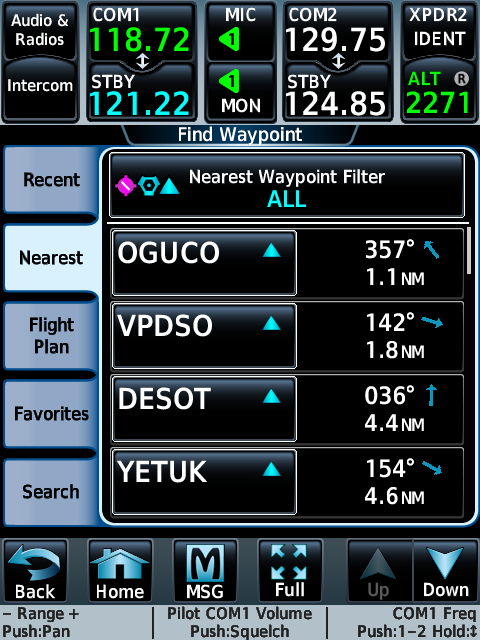 Audio &
Radios
Intercom
COM1
118.72
STBY
121.22
MIC
1
1
MON
COM2
129.75
STBY
124.85
XPDR2
IDENT
ALT R
2271
Find Waypoint
Recent
Nearest
Flight
Plan
Favorites
Search
Nearest Waypoint Filter
ALL
OGUCO
357°
1.1NM
VPDSO
142°
1.8NM
DESOT
036°
4.4NM
YETUK
154°
4.6NM
Back
Home
MSG
Full
Up
Down
– Range +
Push:Pan
Pilot COM1 Volume
Push:Squelch
COM1 Freq
Push:1–2 Hold:↕